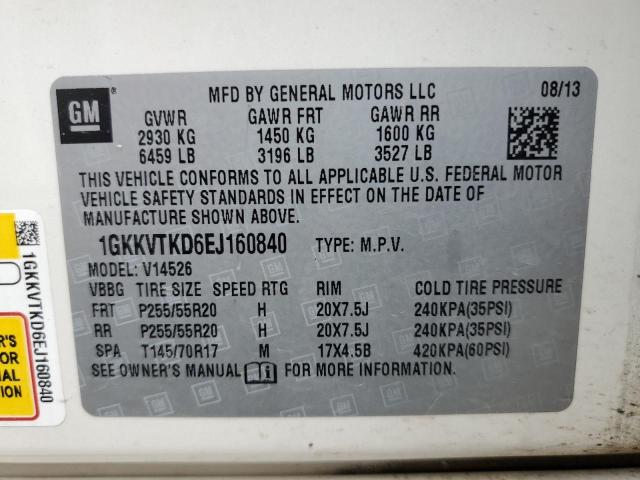 GM ®
MFD BY GENERAL MOTORS LLC 08/13
GVWR GAWR FRT GAWR RR
2930 KG 1450 KG 1600 KG
6459 LB 3196 LB 3527 LB
THIS VEHICLE CONFORMS TO ALL APPLICABLE U.S. FEDERAL MOTOR
VEHICLE SAFETY STANDARDS IN EFFECT ON THE DATE OF
MANUFACTURE SHOWN ABOVE.
1GKKVTKD6EJ160840 TYPE: M.P.V.
MODEL: V14526
VBBG TIRE SIZE SPEED RTG RIM COLD TIRE PRESSURE
FRT P255/55R20 H 20X7.5J 240KPA(35PSI)
RR P255/55R20 H 20X7.5J 240KPA(35PSI)
SPA T145/70R17 M 17X4.5B 420KPA(60PSI)
SEE OWNER'S MANUAL FOR MORE INFORMATION.
1GKKVTKD6EJ160840
R'S
FOR
NAL
TION